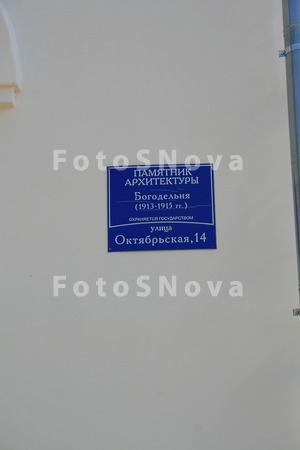 ПАМЯТНИК
АРХИТЕКТУРЫ
Богодельня
(1913-1915 гг.)
ОХРАНЯЕТСЯ ГОСУДАРСТВОМ
улица
Октябрьская,14
FotoSNova
FotoSNova